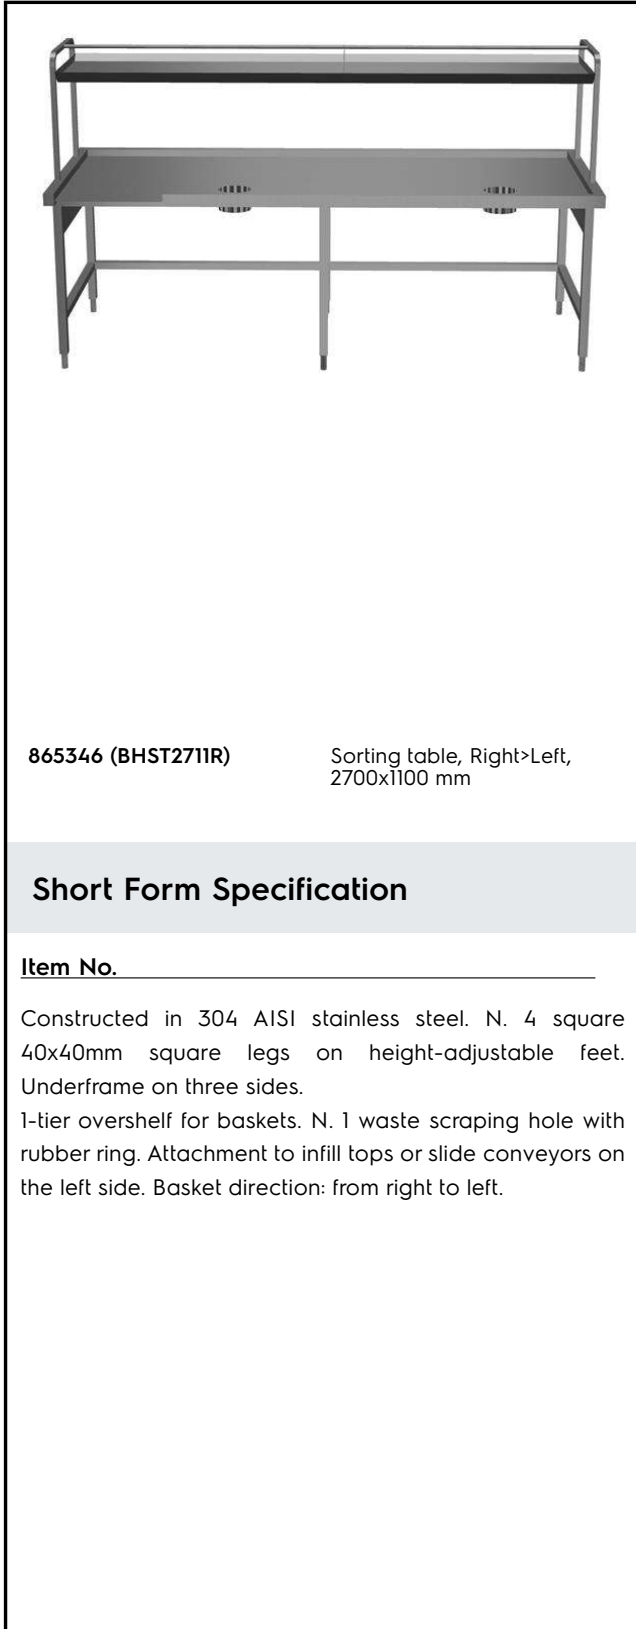 865346 (BHST2711R)
Sorting table, Right>Left,
2700x1100 mm
Short Form Specification
Item No.
Constructed in 304 AISI stainless steel. N. 4 square
40x40mm square legs on height-adjustable feet.
Underframe on three sides.
1-tier overshelf for baskets. N. 1 waste scraping hole with
rubber ring. Attachment to infill tops or slide conveyors on
the left side. Basket direction: from right to left.